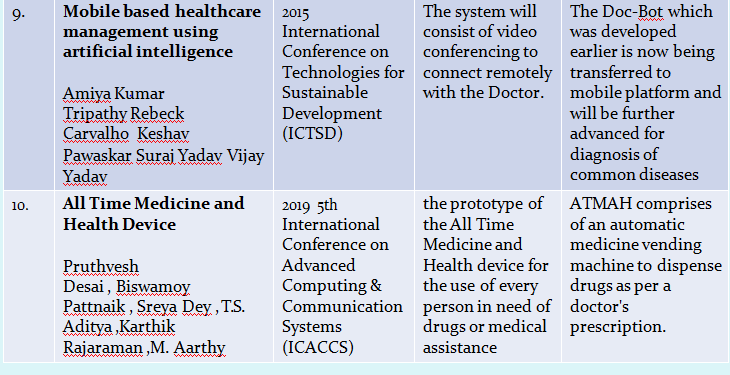 9.
Mobile based healthcare
management using
artificial intelligence
Amiya Kumar
Tripathy Rebeck
Carvalho Keshav
Pawaskar Suraj Yadav Vijay
Yadav
2015
International
Conference on
Technologies for
Sustainable
Development
(ICTSD)
The system will
consist of video
conferencing to
connect remotely
with the Doctor.
The Doc-Bot which
was developed
earlier is now being
transferred to
mobile platform and
will be further
advanced for
diagnosis of
common diseases
10.
All Time Medicine and
Health Device
Pruthvesh
Desai , Biswamoy
Pattnaik , Sreya Dey ,T.S.
Aditya ,Karthik
Rajaraman ,M. Aarthy
2019 5th
International
Conference on
Advanced
Computing &
Communication
Systems
(ICACCS)
the prototype of
the All Time
Medicine and
Health device for
the use of every
person in need of
drugs or medical
assistance
ATMAH comprises
of an automatic
medicine vending
machine to dispense
drugs as per a
doctor's
prescription.